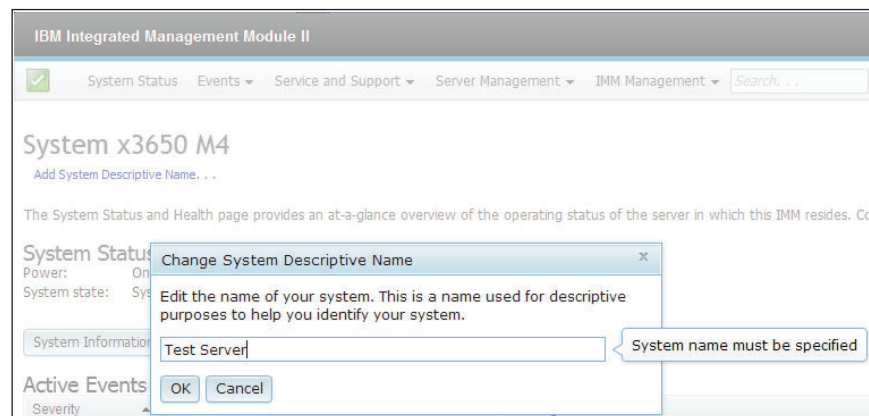 IBM Integrated Management Module II
System Status Events Service and Support Server Management IMM Management Search. . .
System x3650 M4
Add System Descriptive Name. . .
The System Status and Health page provides an at-a-glance overview of the operating status of the server in which this IMM resides. Co
System Status
Power: On
System state: Sys
Change System Descriptive Name x
Edit the name of your system. This is a name used for descriptive
purposes to help you identify your system.
System Information
Test Server
System name must be specified
OK Cancel
Active Events
Severity